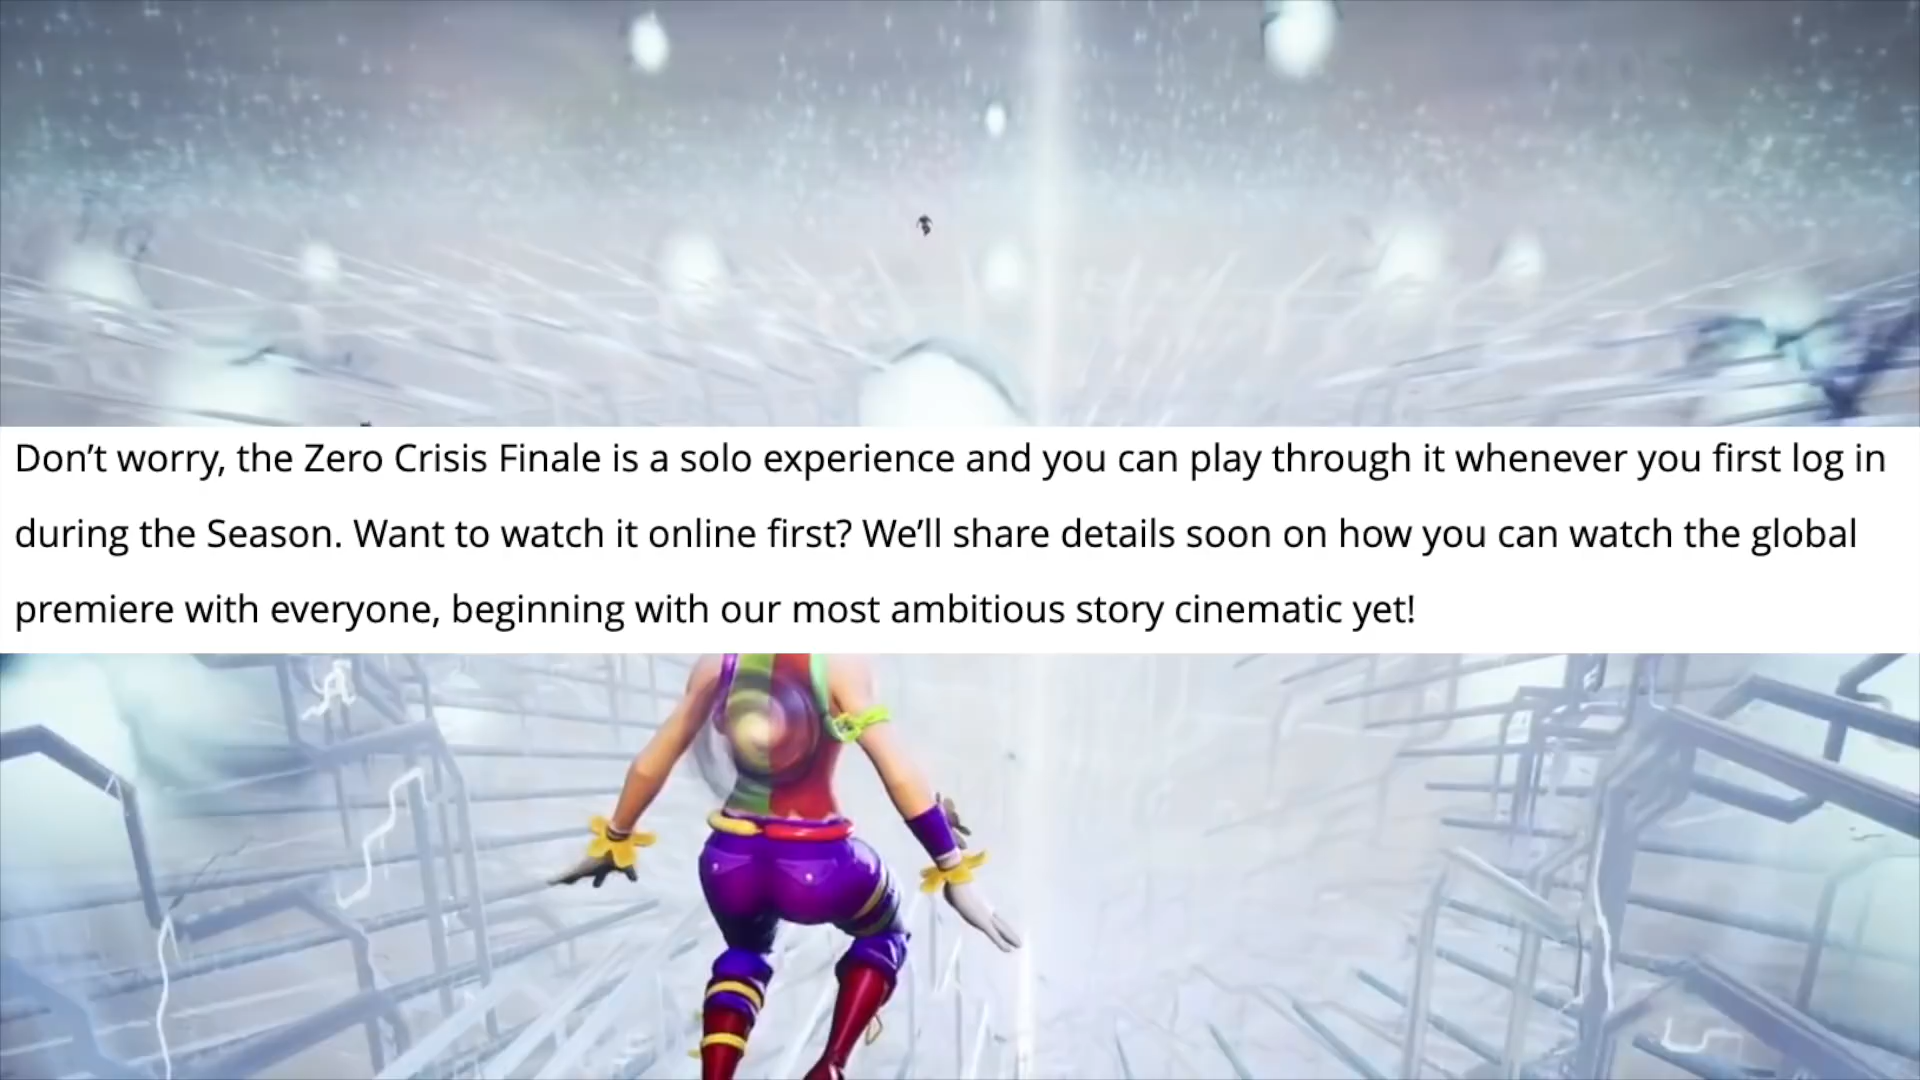 Don’t worry, the Zero Crisis Finale is a solo experience and you can play through it whenever you first log in
during the Season. Want to watch it online first? We’ll share details soon on how you can watch the global
premiere with everyone, beginning with our most ambitious story cinematic yet!